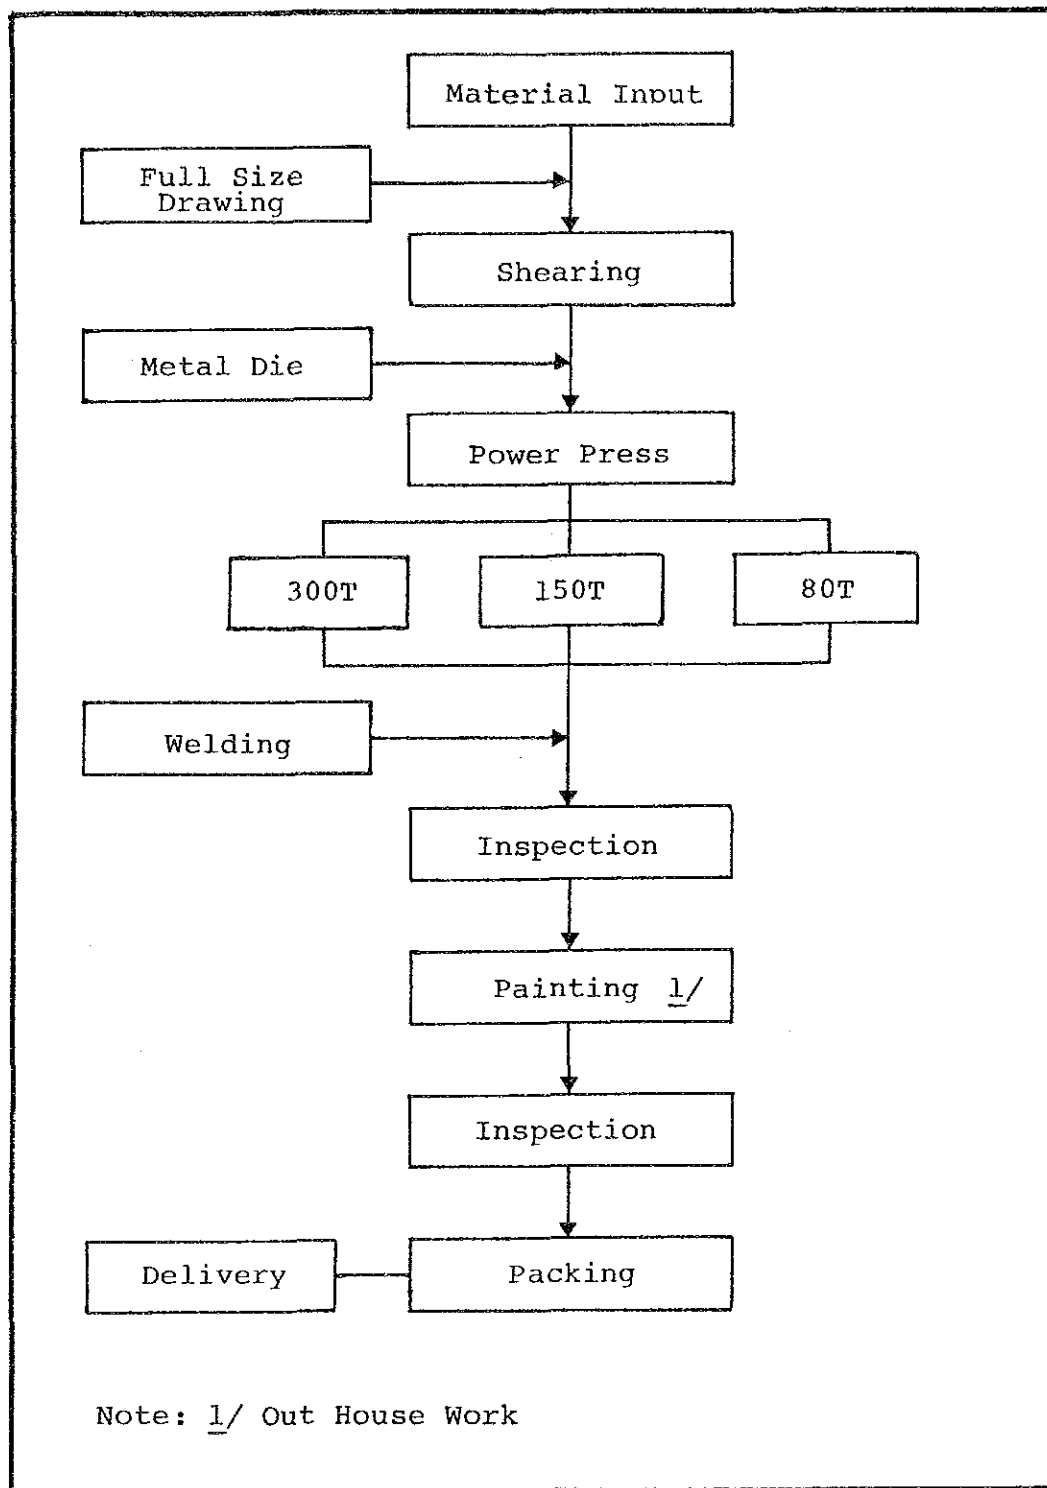 Material Input
Full Size
Drawing
Shearing
Metal Die
Power Press
300T
150T
80T
Welding
Inspection
Painting 1/
Inspection
Delivery
Packing
Note: 1/ Out House Work